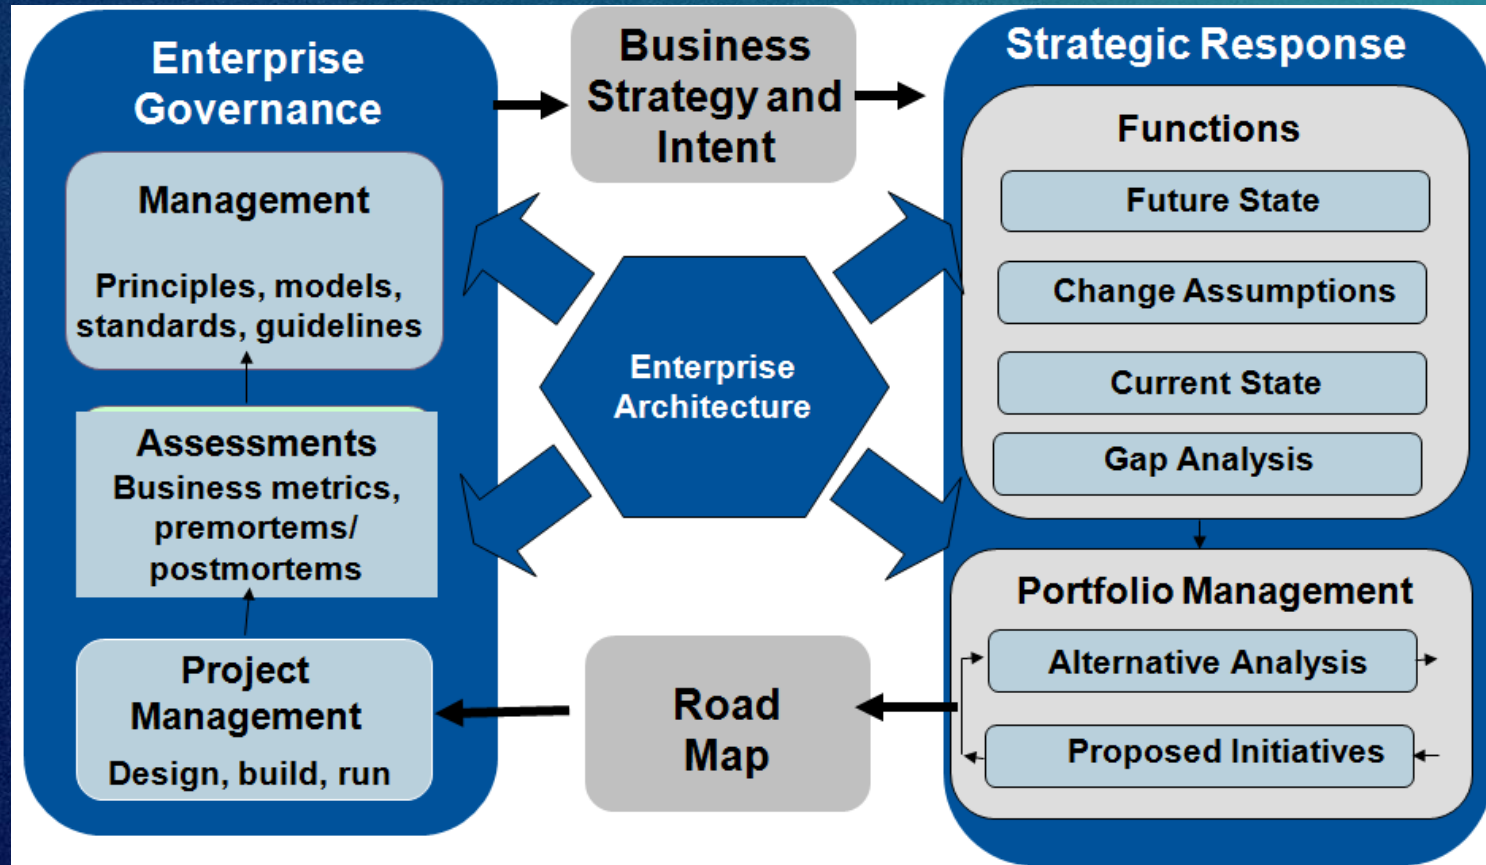 Enterprise
Governance
Management
Principles, models,
standards, guidelines
Assessments
Business metrics,
premortems/
postmortems
Project
Management
Design, build, run
Business
Strategy and
Intent
Enterprise
Architecture
Road
Map
Strategic Response
Functions
Future State
Change Assumptions
Current State
Gap Analysis
Portfolio Management
Alternative Analysis
Proposed Initiatives